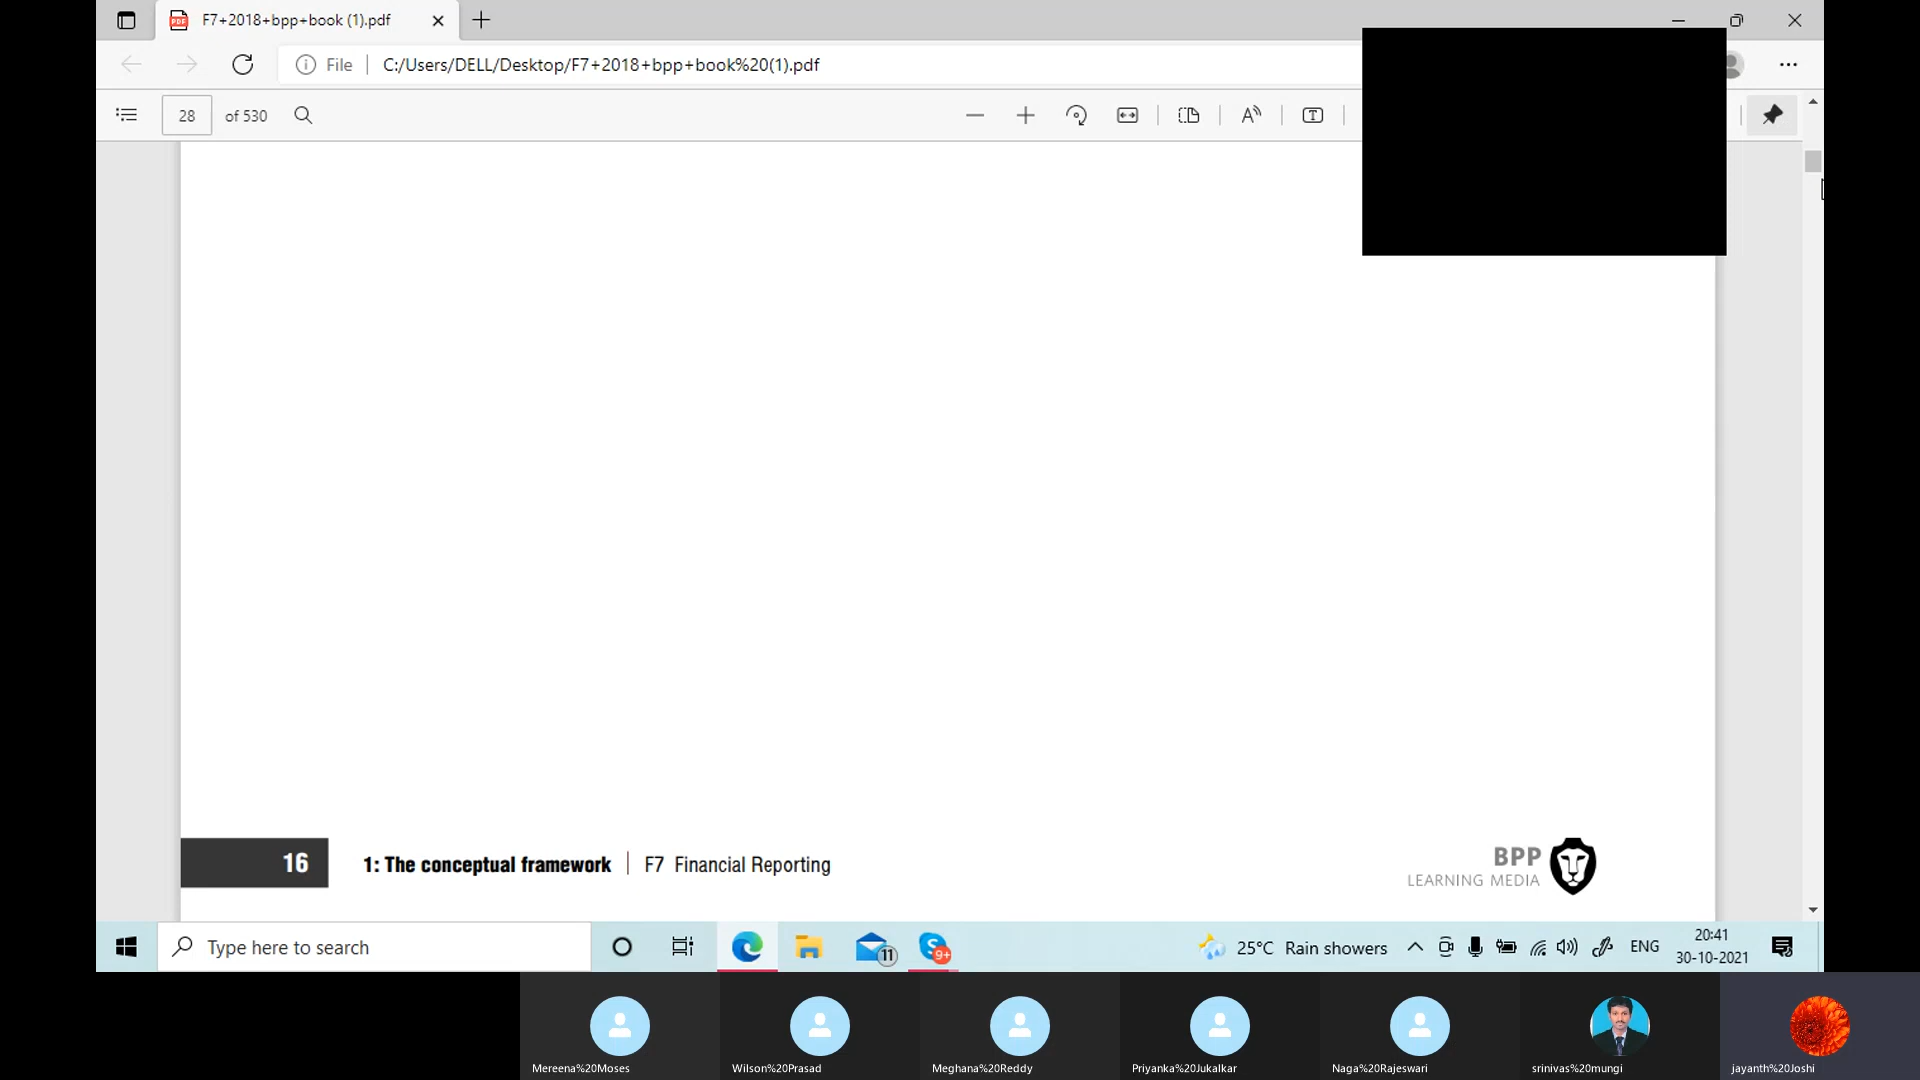 F7+2018+bpp+book (1).pdf
File C:/Users/DELL/Desktop/F7+2018+bpp+book%20(1).pdf
28 of 530
16 1: The conceptual framework F7 Financial Reporting
BPP
LEARNING MEDIA
Type here to search
11
9+
25°C Rain showers
ENG
20:41
30-10-2021
Mereena%20Moses
Wilson%20Prasad
Meghana%20Reddy
Priyanka%20Jukalkar
Naga%20Rajeswari
srinivas%20mungi
jayanth%20Joshi